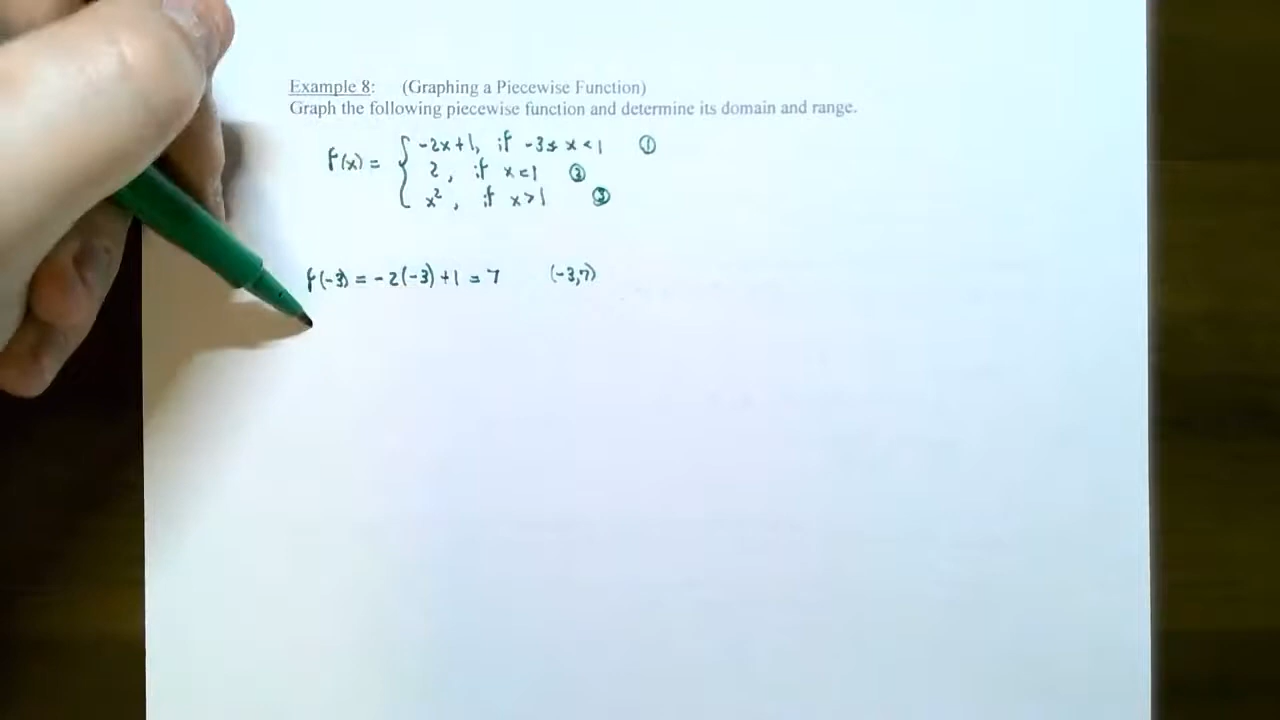 Example 8: (Graphing a Piecewise Function)
Graph the following piecewise function and determine its domain and range.
f(x) = { -2x+1, if -3≤ x < 1 ①
2, if x=1 ②
x², if x>1 ③
f(-3) = -2(-3)+1 = 7 (-3,7)